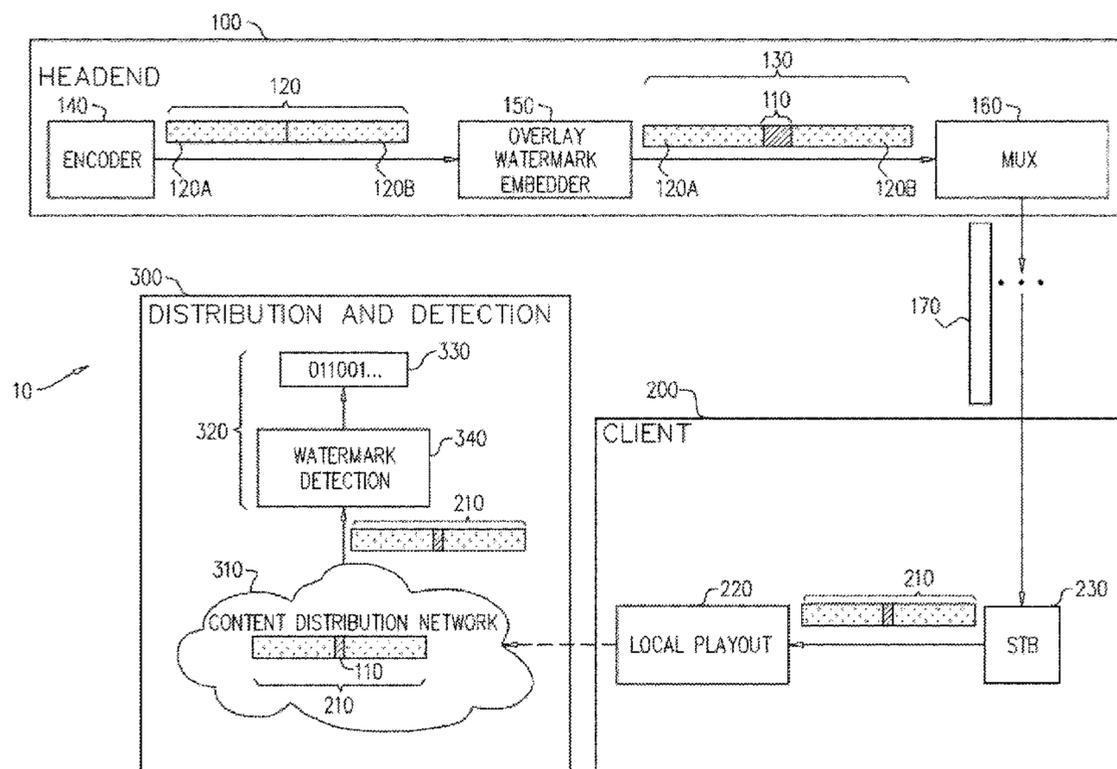 100
HEADEND
140
120
150
130
110
160
ENCODER
OVERLAY
WATERMARK
EMBEDDER
MUX
120A
120B
120A
120B
170
300
DISTRIBUTION AND DETECTION
10
011001...
330
320
WATERMARK
DETECTION
340
210
310
CONTENT DISTRIBUTION NETWORK
110
210
200
CLIENT
220
210
230
LOCAL PLAYOUT
STB